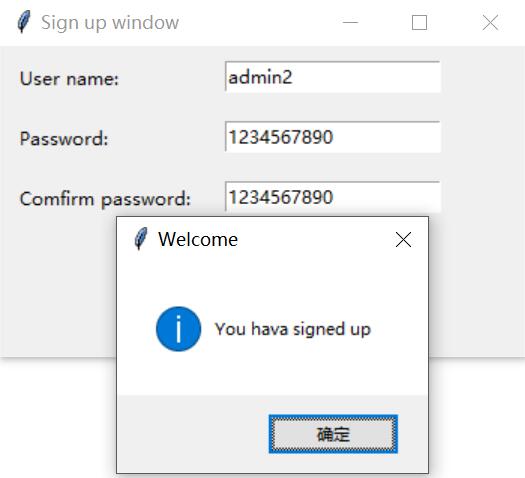 Sign up window
User name:
admin2
Password:
1234567890
Comfirm password:
1234567890
Welcome
You hava signed up
确定